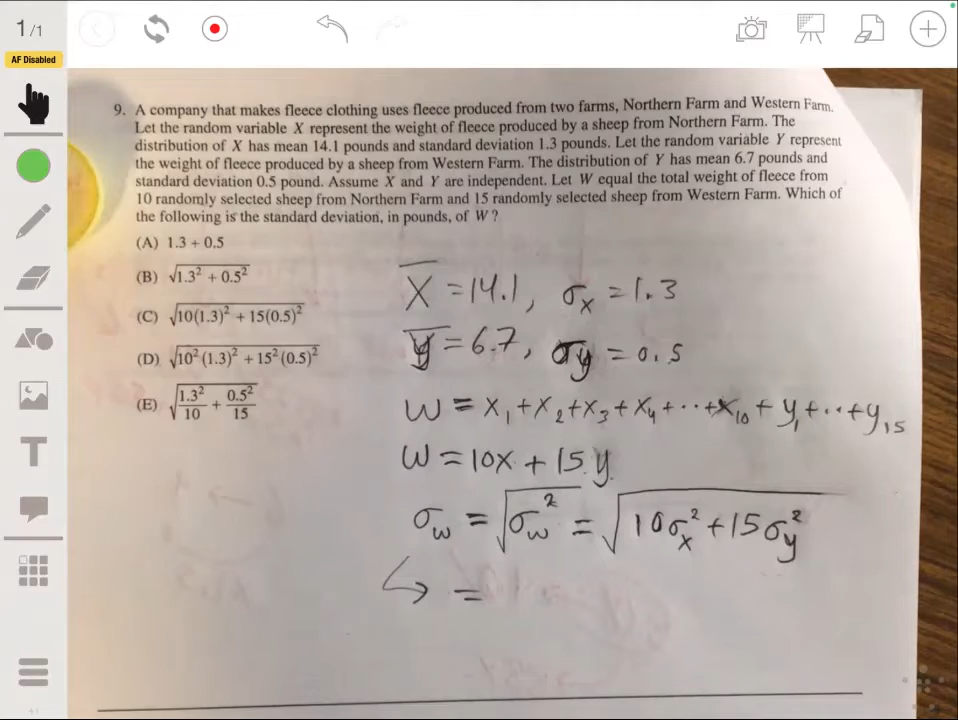 1/1
AF Disabled
9. A company that makes fleece clothing uses fleece produced from two farms, Northern Farm and Western Farm.
Let the random variable X represent the weight of fleece produced by a sheep from Northern Farm. The
distribution of X has mean 14.1 pounds and standard deviation 1.3 pounds. Let the random variable Y represent
the weight of fleece produced by a sheep from Western Farm. The distribution of Y has mean 6.7 pounds and
standard deviation 0.5 pound. Assume X and Y are independent. Let W equal the total weight of fleece from
10 randomly selected sheep from Northern Farm and 15 randomly selected sheep from Western Farm. Which of
the following is the standard deviation, in pounds, of W?
(A) 1.3 + 0.5
(B) √(1.3² + 0.5²)
(C) √(10(1.3)² + 15(0.5)²)
(D) √(10²(1.3)² + 15²(0.5)²)
(E) √(1.3²/10 + 0.5²/15)
X̅ = 14.1, σₓ = 1.3
y̅ = 6.7, σy = 0.5
W = x₁+x₂+x₃+x₄+..+x₁₀ + y₁+..+y₁₅
W = 10x + 15y
σw = √(σw²) = √(10σx² + 15σy²)
↳ =
T